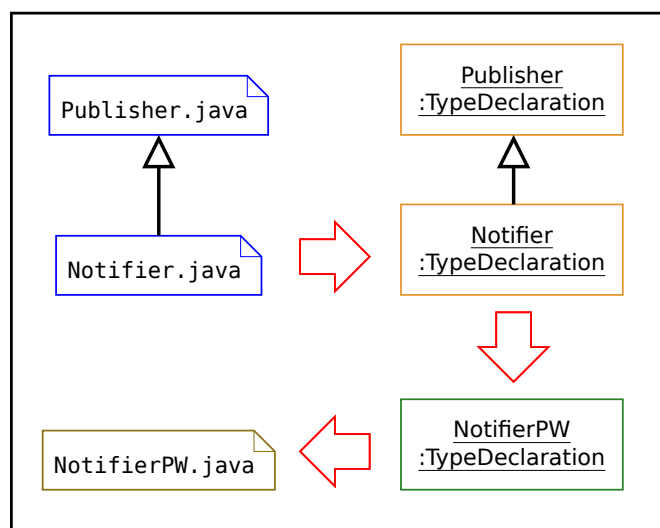 Publisher.java
Publisher
:TypeDeclaration
Notifier.java
Notifier
:TypeDeclaration
NotifierPW.java
NotifierPW
:TypeDeclaration